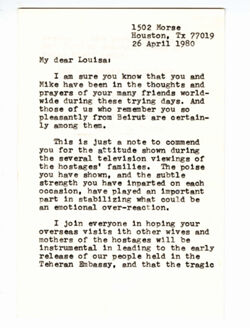 1502 Morse
Houston, Tx 77019
26 April 1980
My dear Louisa:
I am sure you know that you and
Mike have been in the thoughts and
prayers of your many friends world-
wide during these trying days. And
those of us who remember you so
pleasantly from Beirut are certain-
ly among them.
This is just a note to commend
you for the attitude shown during
the several television viewings of
the hostages' families. The poise
you have shown, and the subtle
strength you have inparted on each
occasion, have played an important
part in stabilizing what could be
an emotional over-reaction.
I join everyone in hoping your
overseas visits ith other wives and
mothers of the hostages will be
instrumental in leading to the early
release of our people held in the
Teheran Embassy, and that the tragic